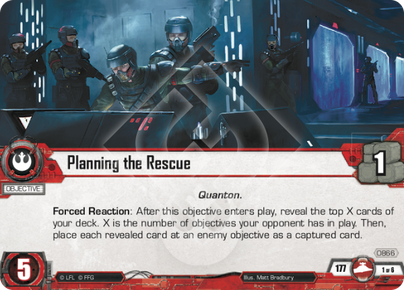 Planning the Rescue
1
OBJECTIVE
Quanton.
Forced Reaction: After this objective enters play, reveal the top X cards of
your deck. X is the number of objectives your opponent has in play. Then,
place each revealed card at an enemy objective as a captured card.
0866
5
© LFL © FFG
Illus. Matt Bradbury
177
1 of 6